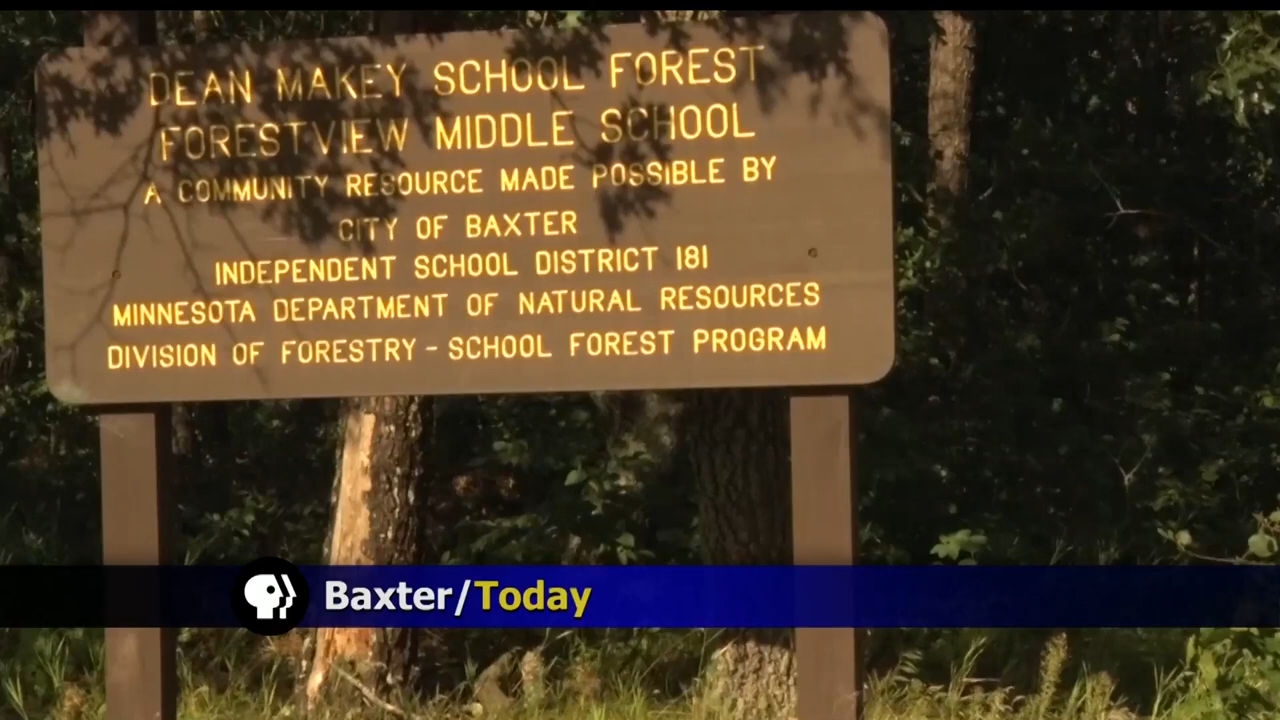 DEAN MAKEY SCHOOL FOREST
FORESTVIEW MIDDLE SCHOOL
A COMMUNITY RESOURCE MADE POSSIBLE BY
CITY OF BAXTER
INDEPENDENT SCHOOL DISTRICT 181
MINNESOTA DEPARTMENT OF NATURAL RESOURCES
DIVISION OF FORESTRY - SCHOOL FOREST PROGRAM
Baxter/Today